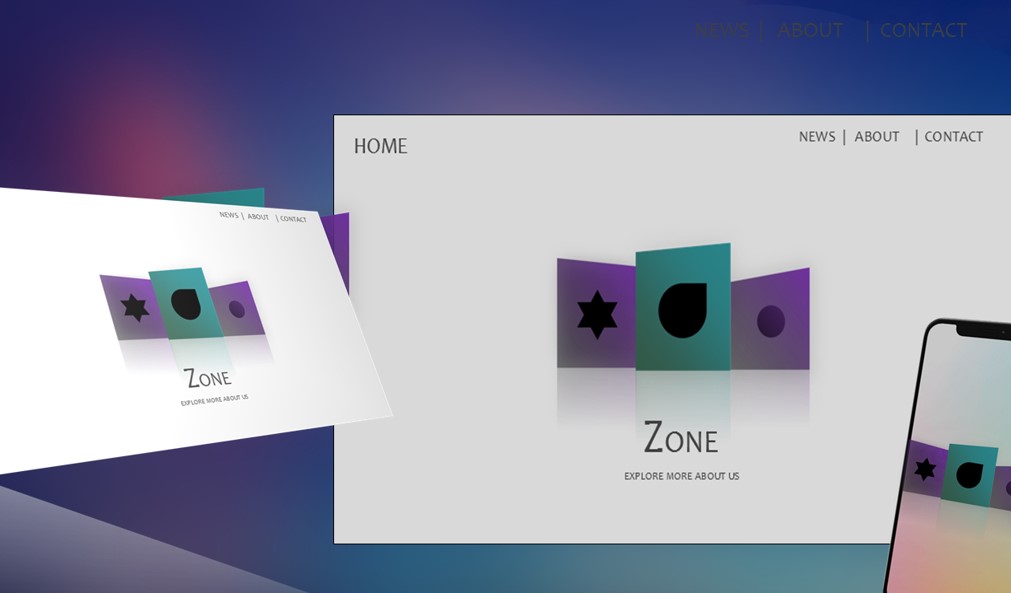 NEWS | ABOUT | CONTACT
HOME
NEWS | ABOUT | CONTACT
ZONE
EXPLORE MORE ABOUT US
NEWS | ABOUT | CONTACT
ZONE
EXPLORE MORE ABOUT US